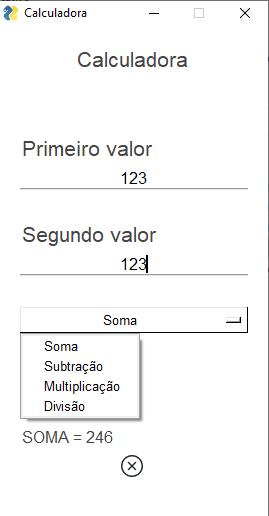 Calculadora
Calculadora
Primeiro valor
123
Segundo valor
123
Soma
Soma
Subtração
Multiplicação
Divisão
SOMA = 246